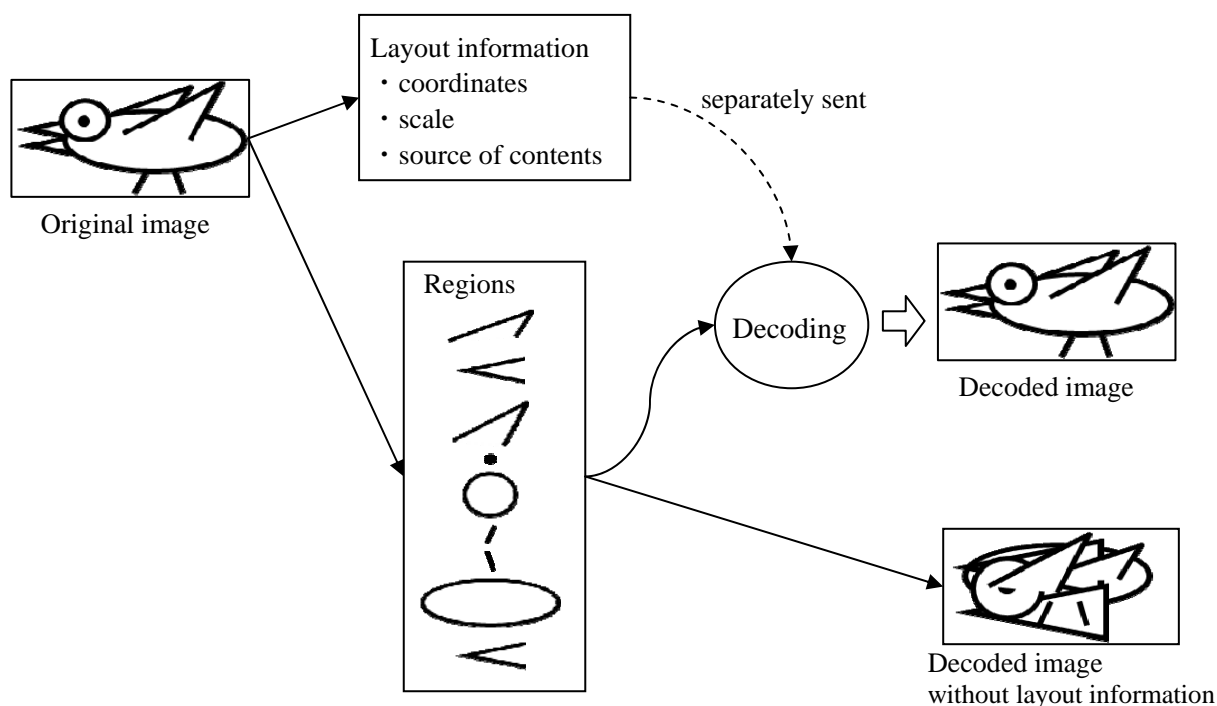 Layout information
・coordinates
・scale
・source of contents
separately sent
Original image
Regions
Decoding
Decoded image
Decoded image
without layout information